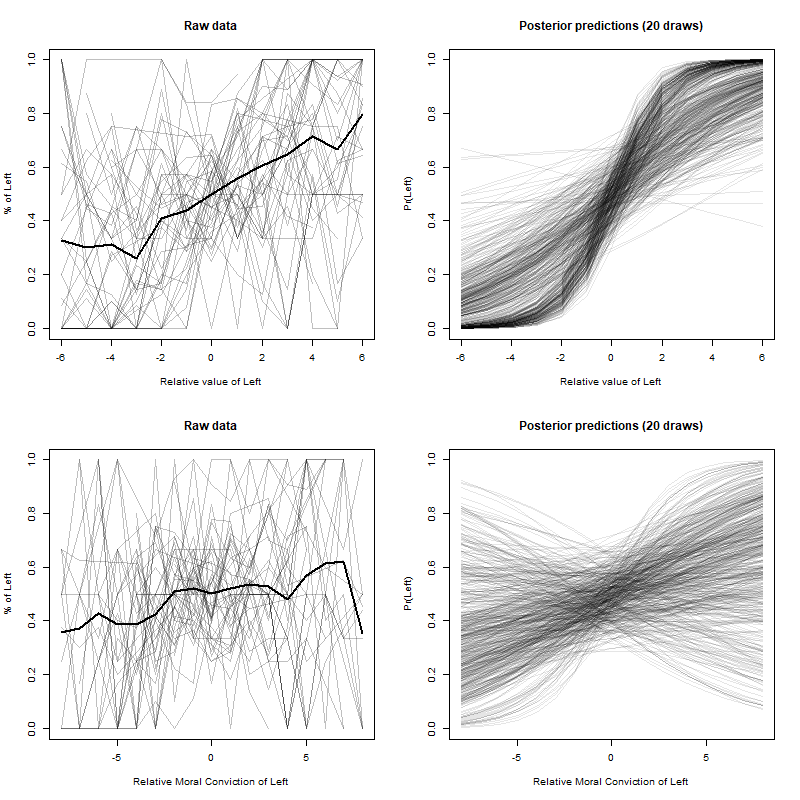 Raw data
% of Left
1.0
0.8
0.6
0.4
0.2
0.0
-6 -4 -2 0 2 4 6
Relative value of Left
Posterior predictions (20 draws)
Pr(Left)
1.0
0.8
0.6
0.4
0.2
0.0
-6 -4 -2 0 2 4 6
Relative value of Left
Raw data
% of Left
1.0
0.8
0.6
0.4
0.2
0.0
-5 0 5
Relative Moral Conviction of Left
Posterior predictions (20 draws)
Pr(Left)
1.0
0.8
0.6
0.4
0.2
0.0
-5 0 5
Relative Moral Conviction of Left